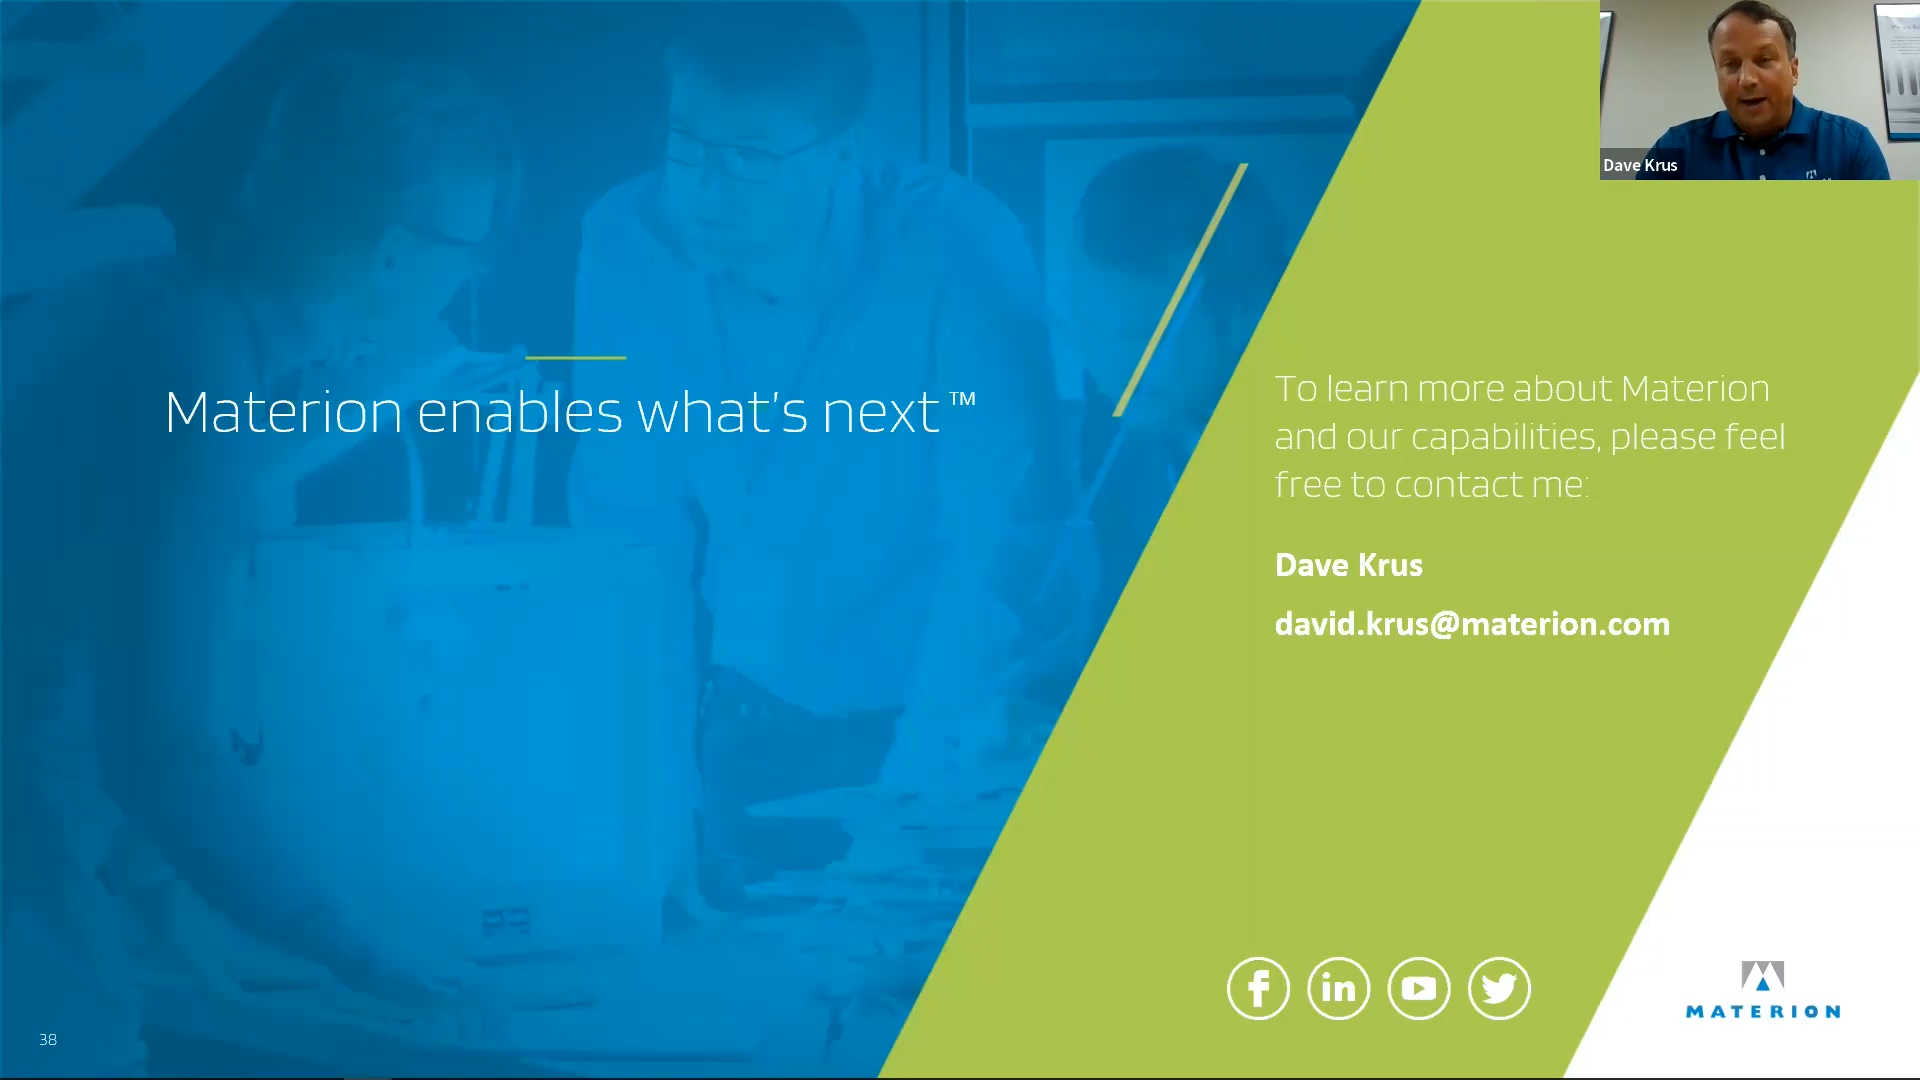 Dave Krus
Materion enables what's next™
To learn more about Materion
and our capabilities, please feel
free to contact me:
Dave Krus
david.krus@materion.com
MATERION
38